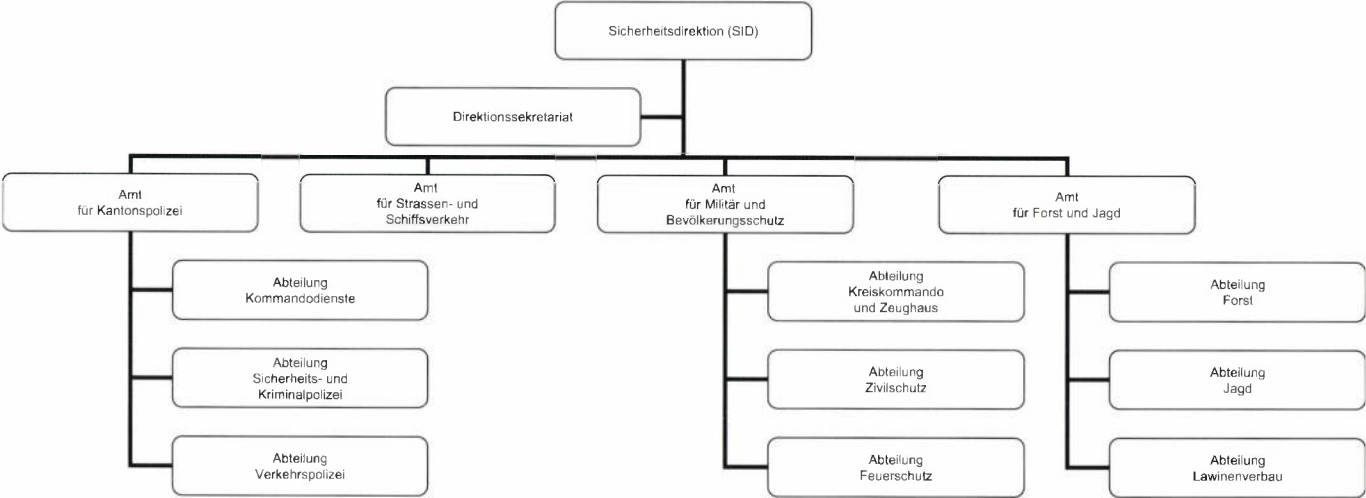 Sicherheitsdirektion (SID)
Direktionssekretariat
Amt
für Kantonspolizei
Amt
für Strassen- und
Schiffsverkehr
Amt
für Militär und
Bevölkerungsschutz
Amt
für Forst und Jagd
Abteilung
Kommandodienste
Abteilung
Sicherheits- und
Kriminalpolizei
Abteilung
Verkehrspolizei
Abteilung
Kreiskommando
und Zeughaus
Abteilung
Zivilschutz
Abteilung
Feuerschutz
Abteilung
Forst
Abteilung
Jagd
Abteilung
Lawinenverbau